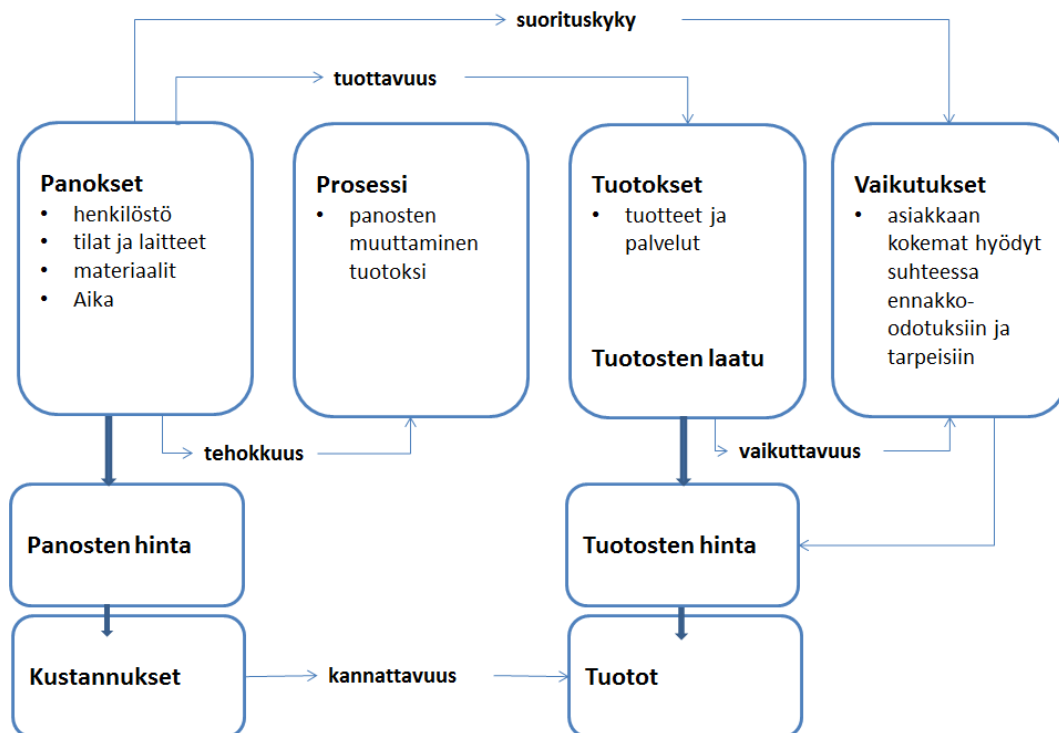 suorituskyky
tuottavuus
Panokset
• henkilöstö
• tilat ja laitteet
• materiaalit
• Aika
Prosessi
• panosten
muuttaminen
tuotoksi
Tuotokset
• tuotteet ja
palvelut
Tuotosten laatu
Vaikutukset
• asiakkaan
kokemat hyödyt
suhteessa
ennakko-
odotuksiin ja
tarpeisiin
tehokkuus
vaikuttavuus
Panosten hinta
Tuotosten hinta
Kustannukset
kannattavuus
Tuotot